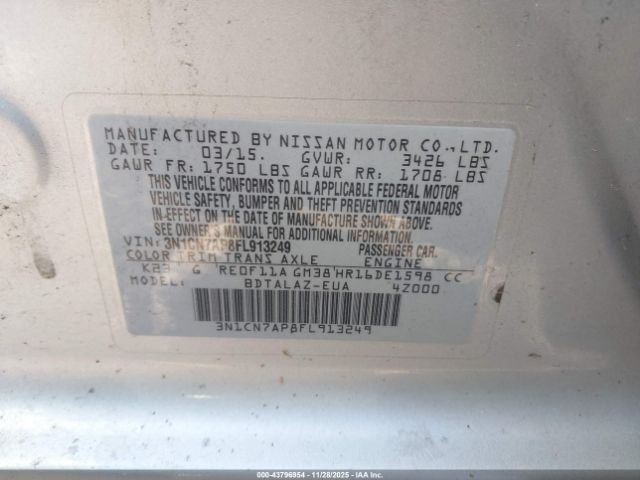 MANUFACTURED BY NISSAN MOTOR CO.,LTD.
DATE: 03/15. GVWR: 3426 LBS
GAWR FR: 1750 LBS GAWR RR: 1706 LBS
THIS VEHICLE CONFORMS TO ALL APPLICABLE FEDERAL MOTOR
VEHICLE SAFETY, BUMPER AND THEFT PREVENTION STANDARDS
IN EFFECT ON THE DATE OF MANUFACTURE SHOWN ABOVE.
SEE OWNER'S MANUAL FOR ADDITIONAL INFORMATION.
VIN: 3N1CN7AP8FL913249 PASSENGER CAR.
COLOR TRIM TRANS AXLE ENGINE
K23 G RE0F11A GM38 HR16DE1598 CC
MODEL: BDTALAZ-EUA 4Z000
3N1CN7AP8FL913249
000-43796954 | 11/28/2025 - IAAHUA